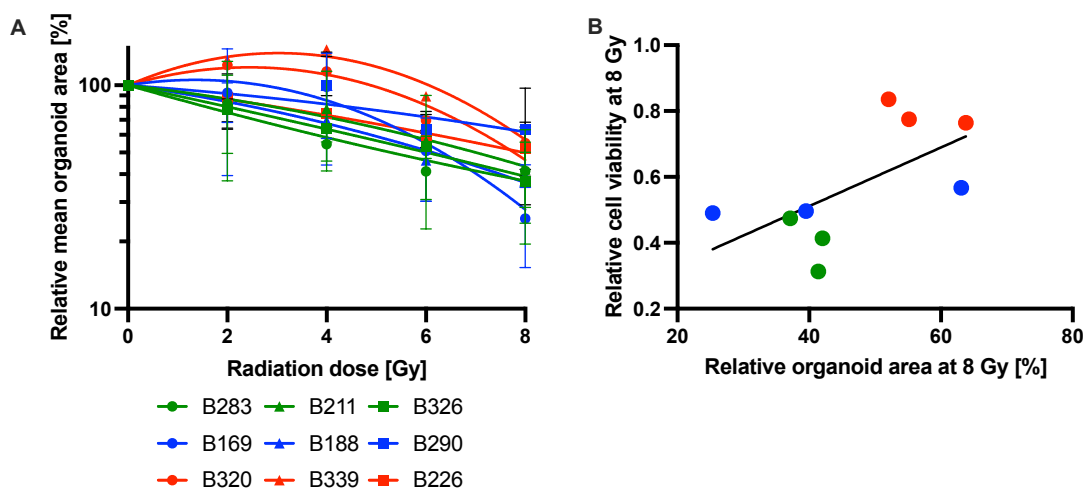 A
Relative mean organoid area [%]
100
10
0 2 4 6 8
Radiation dose [Gy]
B283 B211 B326
B169 B188 B290
B320 B339 B226
B
Relative cell viability at 8 Gy
1.0
0.8
0.6
0.4
0.2
20 40 60 80
Relative organoid area at 8 Gy [%]